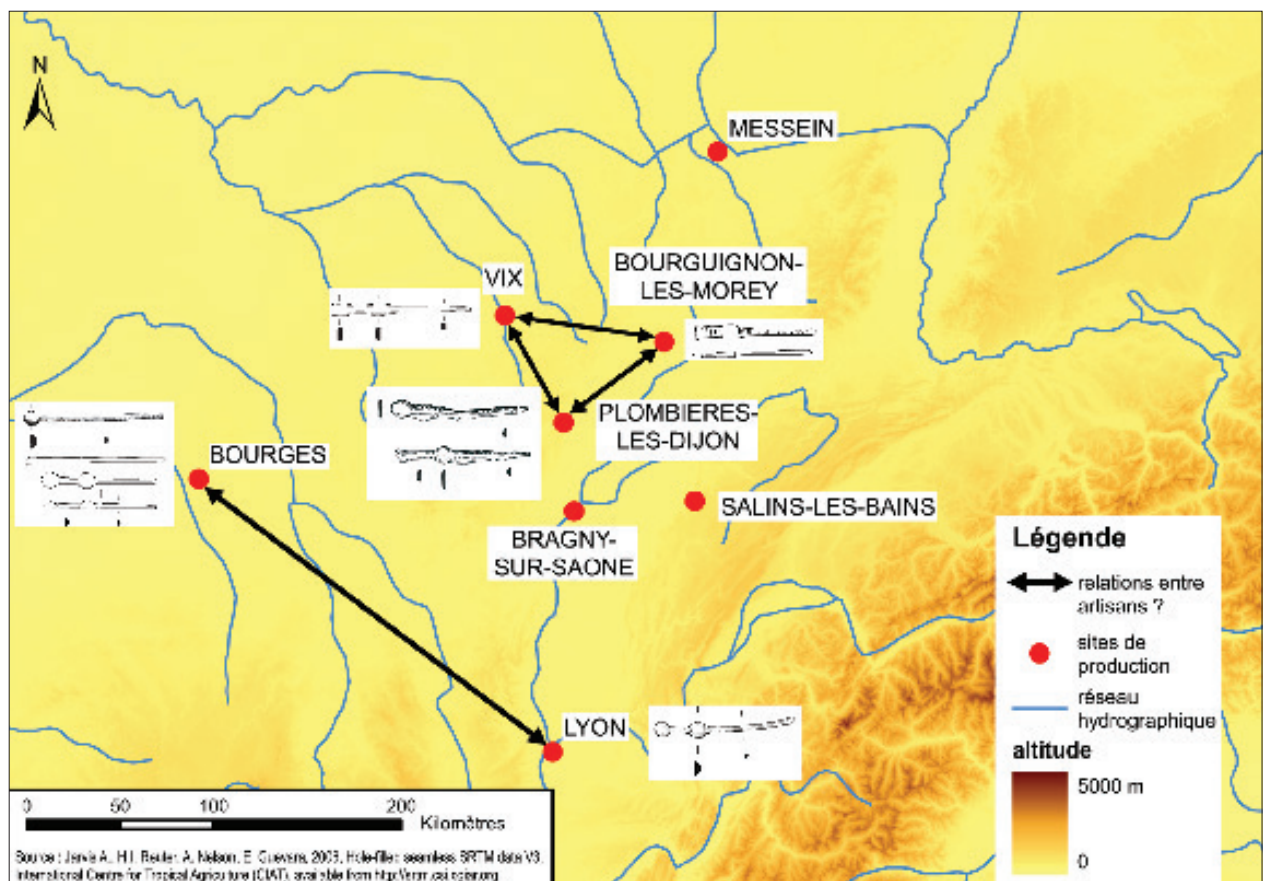 N
MESSEIN
BOURGUIGNON-
LES-MOREY
VIX
PLOMBIERES-
LES-DIJON
BOURGES
SALINS-LES-BAINS
BRAGNY-
SUR-SAONE
LYON
Légende
relations entre
artisans ?
sites de
production
réseau
hydrographique
altitude
5000 m
0
0 50 100 200
Kilomètres
Source : Jarvis A., H.I. Reuter, A. Nelson, E. Guevara, Hole-filled seamless SRTM data V3,
International Centre for Tropical Agriculture (CIAT), available from